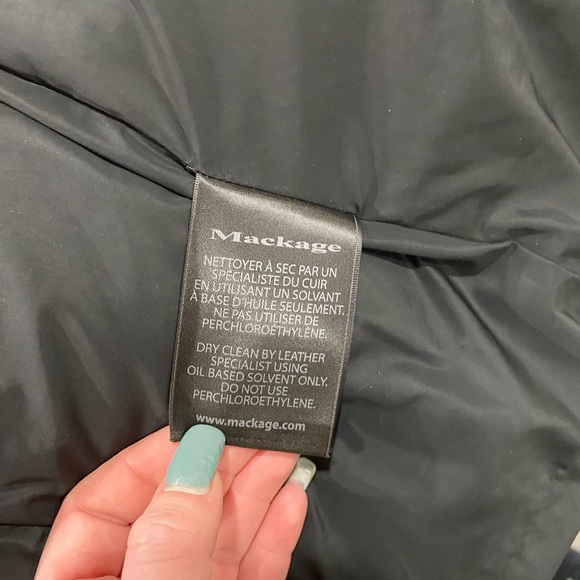 Mackage
NETTOYER À SEC PAR UN
SPÉCIALISTE DU CUIR
EN UTILISANT UN SOLVANT
À BASE D'HUILE SEULEMENT.
NE PAS UTILISER DE
PERCHLOROETHYLÈNE.
DRY CLEAN BY LEATHER
SPECIALIST USING
OIL BASED SOLVENT ONLY.
DO NOT USE
PERCHLOROETHYLENE.
www.mackage.com